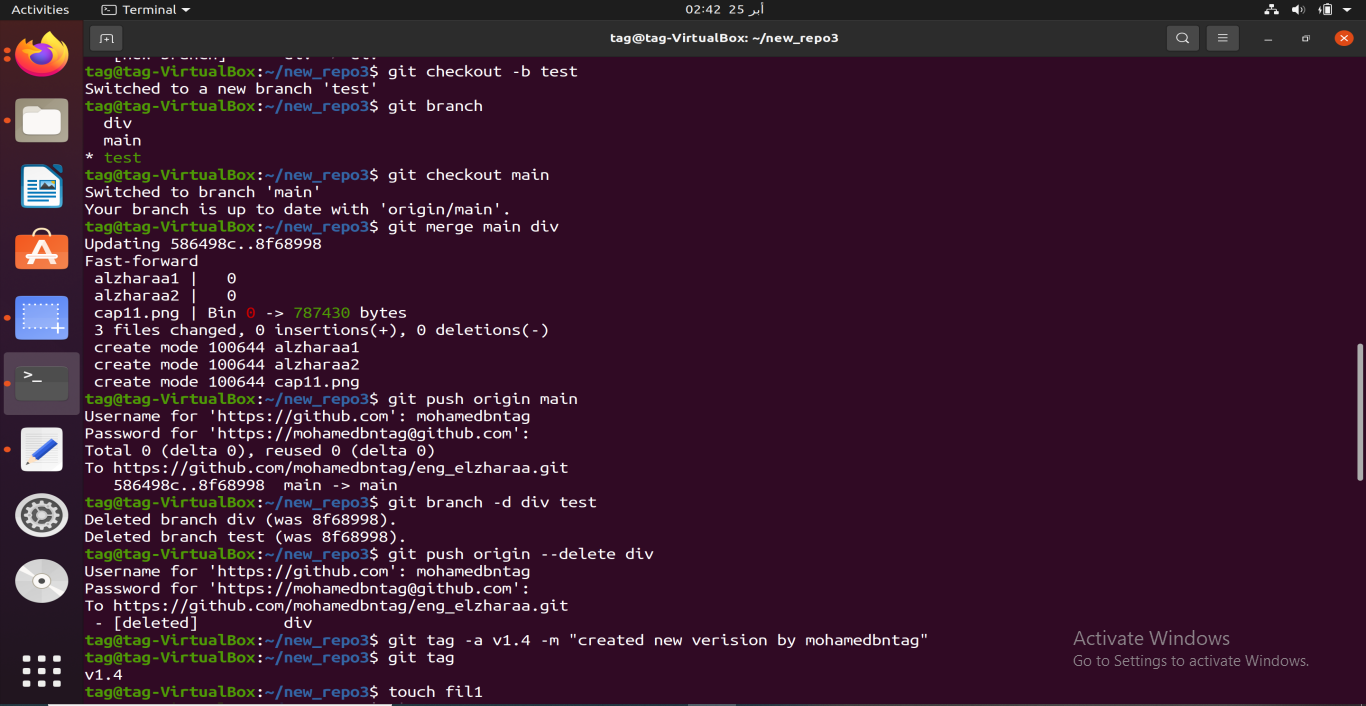 Activities Terminal 02:42 25 أبر
tag@tag-VirtualBox: ~/new_repo3
tag@tag-VirtualBox:~/new_repo3$ git checkout -b test
Switched to a new branch 'test'
tag@tag-VirtualBox:~/new_repo3$ git branch
  div
  main
* test
tag@tag-VirtualBox:~/new_repo3$ git checkout main
Switched to branch 'main'
Your branch is up to date with 'origin/main'.
tag@tag-VirtualBox:~/new_repo3$ git merge main div
Updating 586498c..8f68998
Fast-forward
 alzharaa1 |   0
 alzharaa2 |   0
 cap11.png | Bin 0 -> 787430 bytes
 3 files changed, 0 insertions(+), 0 deletions(-)
 create mode 100644 alzharaa1
 create mode 100644 alzharaa2
 create mode 100644 cap11.png
tag@tag-VirtualBox:~/new_repo3$ git push origin main
Username for 'https://github.com': mohamedbntag
Password for 'https://mohamedbntag@github.com':
Total 0 (delta 0), reused 0 (delta 0)
To https://github.com/mohamedbntag/eng_elzharaa.git
   586498c..8f68998  main -> main
tag@tag-VirtualBox:~/new_repo3$ git branch -d div test
Deleted branch div (was 8f68998).
Deleted branch test (was 8f68998).
tag@tag-VirtualBox:~/new_repo3$ git push origin --delete div
Username for 'https://github.com': mohamedbntag
Password for 'https://mohamedbntag@github.com':
To https://github.com/mohamedbntag/eng_elzharaa.git
 - [deleted]         div
tag@tag-VirtualBox:~/new_repo3$ git tag -a v1.4 -m "created new verision by mohamedbntag"
tag@tag-VirtualBox:~/new_repo3$ git tag
v1.4
tag@tag-VirtualBox:~/new_repo3$ touch fil1
Activate Windows
Go to Settings to activate Windows.